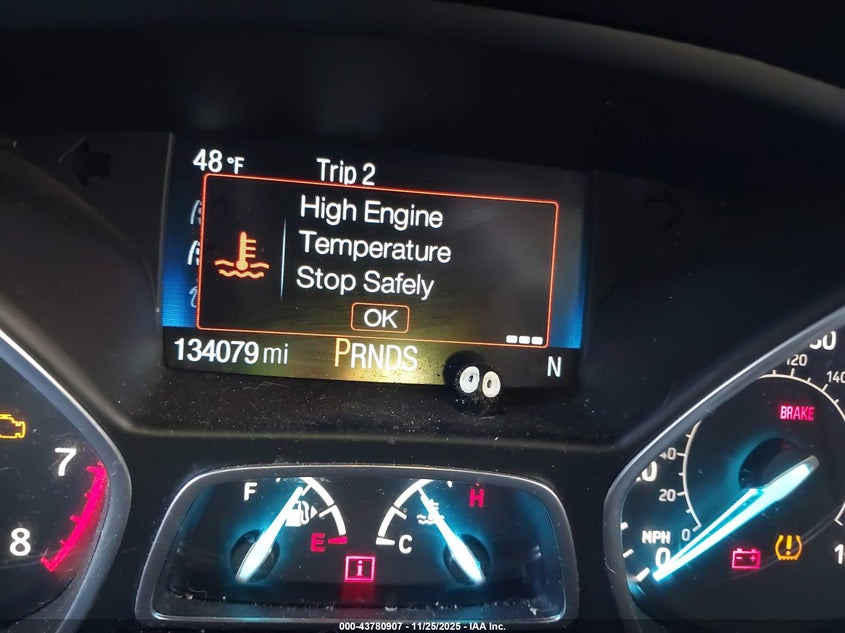 48°F Trip 2
High Engine
Temperature
Stop Safely
OK
134079 mi PRNDS N
7
8
F
E
i
H
C
BRAKE
120
140
40
20
0
MPH
0
000-43780907 - 11/25/2025 - IAA Inc.